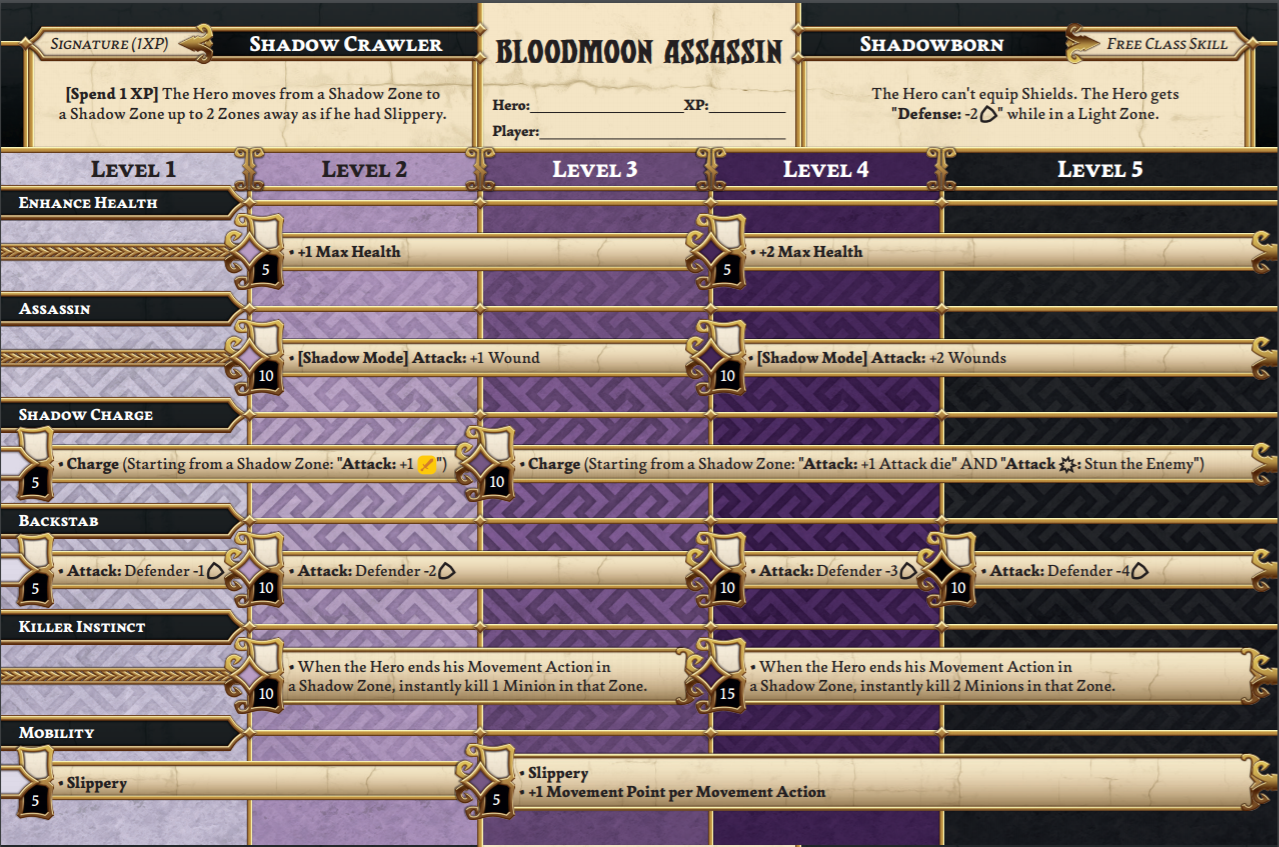 Signature (1XP)
Shadow Crawler
[Spend 1 XP] The Hero moves from a Shadow Zone to
a Shadow Zone up to 2 Zones away as if he had Slippery.
BLOODMOON ASSASSIN
Hero:____ XP:____
Player:____
Shadowborn
Free Class Skill
The Hero can't equip Shields. The Hero gets
"Defense: -2" while in a Light Zone.
Level 1
Level 2
Level 3
Level 4
Level 5
Enhance Health
5
• +1 Max Health
5
• +2 Max Health
Assassin
10
• [Shadow Mode] Attack: +1 Wound
10
• [Shadow Mode] Attack: +2 Wounds
Shadow Charge
5
• Charge (Starting from a Shadow Zone: "Attack: +1 ")
10
• Charge (Starting from a Shadow Zone: "Attack: +1 Attack die" AND "Attack : Stun the Enemy")
Backstab
5
• Attack: Defender -1
10
• Attack: Defender -2
10
• Attack: Defender -3
10
• Attack: Defender -4
Killer Instinct
10
• When the Hero ends his Movement Action in
a Shadow Zone, instantly kill 1 Minion in that Zone.
15
• When the Hero ends his Movement Action in
a Shadow Zone, instantly kill 2 Minions in that Zone.
Mobility
5
• Slippery
5
• Slippery
• +1 Movement Point per Movement Action